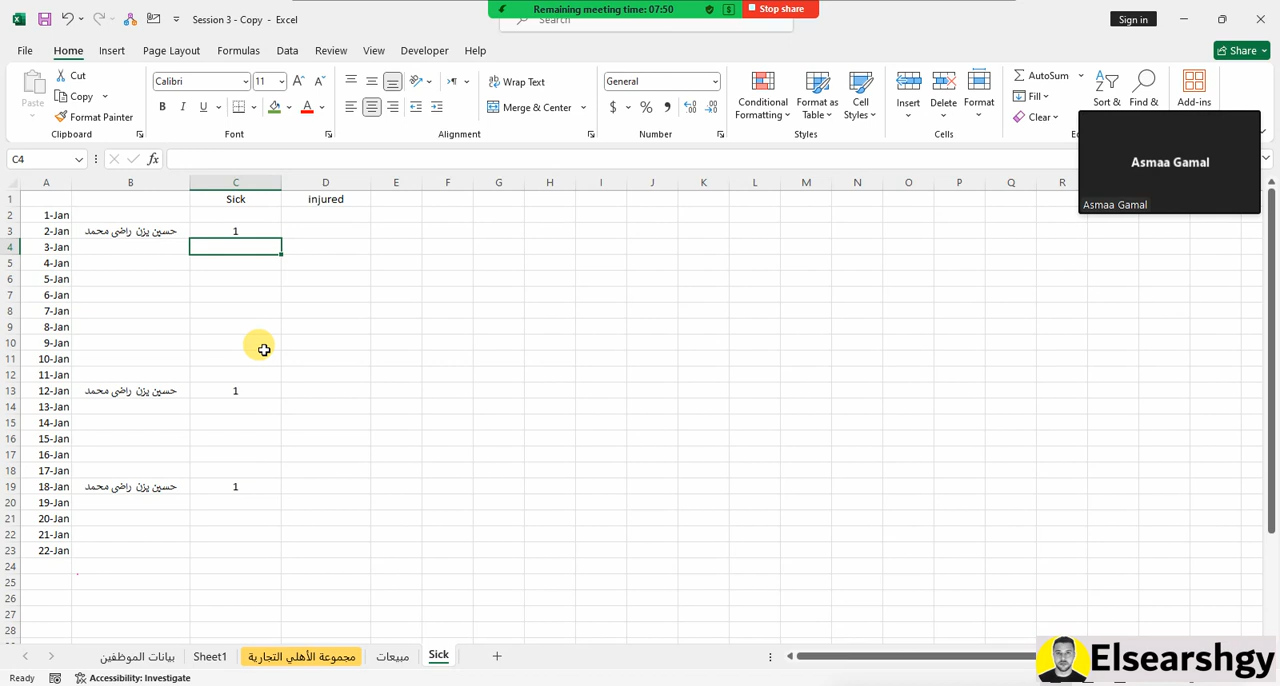 Remaining meeting time: 07:50
Stop share
Session 3 - Copy - Excel
Search
Sign in
File Home Insert Page Layout Formulas Data Review View Developer Help
Share
Paste
Cut
Copy
Format Painter
Clipboard
Calibri 11
B I U
Font
Wrap Text
Merge & Center
Alignment
General
$ %
Number
Conditional Formatting
Format as Table
Cell Styles
Styles
Insert
Delete
Format
Cells
AutoSum
Fill
Clear
Sort &
Find &
Add-ins
Asmaa Gamal
Asmaa Gamal
C4
fx
A B C D E F G H I J K L M N O P Q R
1 Sick injured
2 1-Jan
3 2-Jan حسين يزن راضي محمد 1
4 3-Jan
5 4-Jan
6 5-Jan
7 6-Jan
8 7-Jan
9 8-Jan
10 9-Jan
11 10-Jan
12 11-Jan
13 12-Jan حسين يزن راضي محمد 1
14 13-Jan
15 14-Jan
16 15-Jan
17 16-Jan
18 17-Jan
19 18-Jan حسين يزن راضي محمد 1
20 19-Jan
21 20-Jan
22 21-Jan
23 22-Jan
24
25
26
27
28
بيانات الموظفين Sheet1 مجموعة الأهلي التجارية مبيعات Sick
Ready Accessibility: Investigate
Elsearshgy